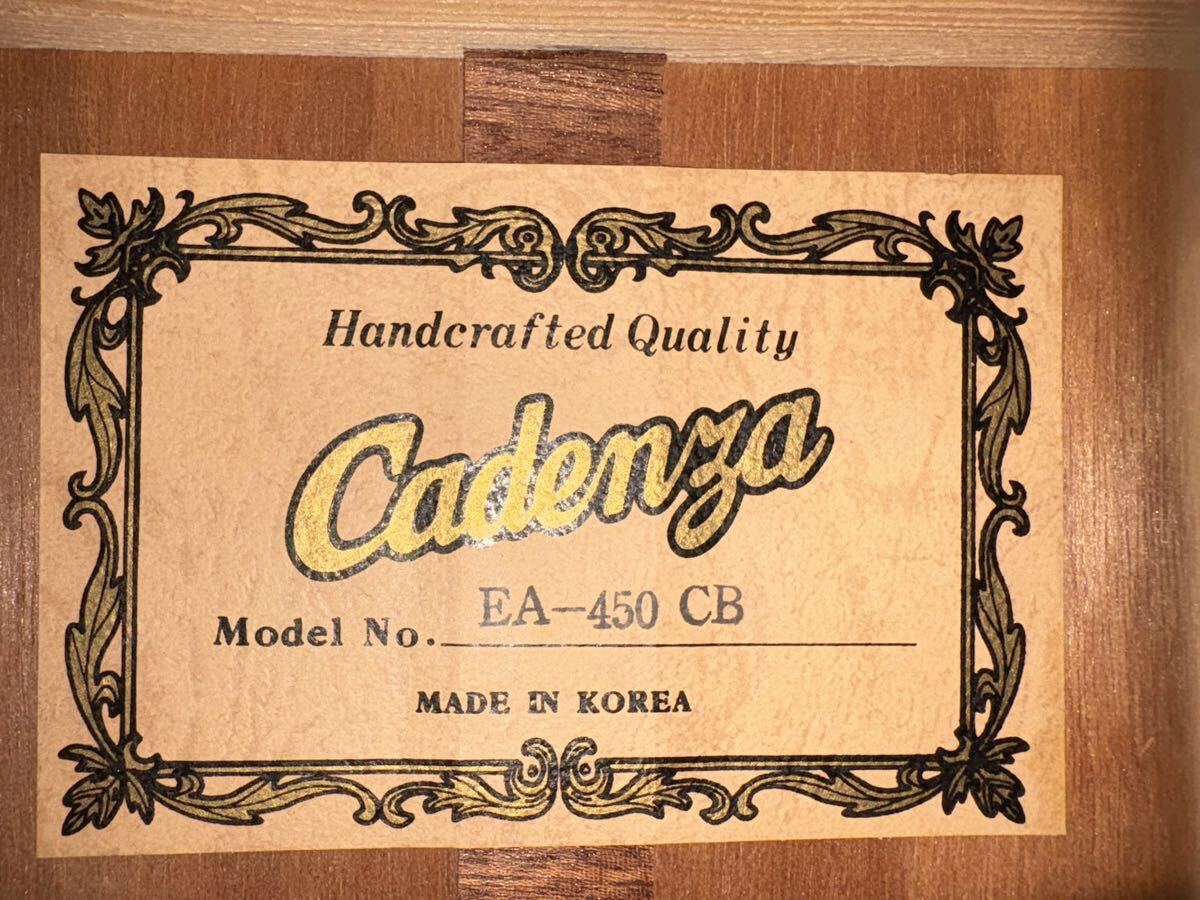 Handcrafted Quality
Cadenza
Model No. EA-450 CB
MADE IN KOREA